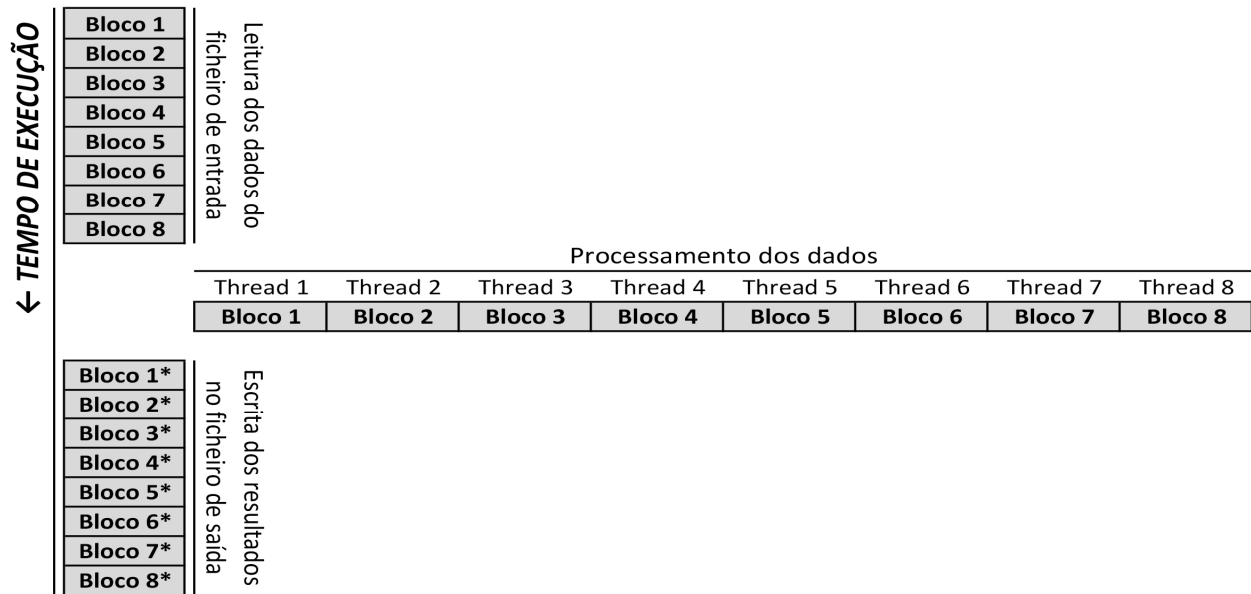 ← TEMPO DE EXECUÇÃO
Bloco 1
Bloco 2
Bloco 3
Bloco 4
Bloco 5
Bloco 6
Bloco 7
Bloco 8
Leitura dos dados do
ficheiro de entrada
Processamento dos dados
Thread 1 Thread 2 Thread 3 Thread 4 Thread 5 Thread 6 Thread 7 Thread 8
Bloco 1 Bloco 2 Bloco 3 Bloco 4 Bloco 5 Bloco 6 Bloco 7 Bloco 8
Bloco 1*
Bloco 2*
Bloco 3*
Bloco 4*
Bloco 5*
Bloco 6*
Bloco 7*
Bloco 8*
Escrita dos resultados
no ficheiro de saída